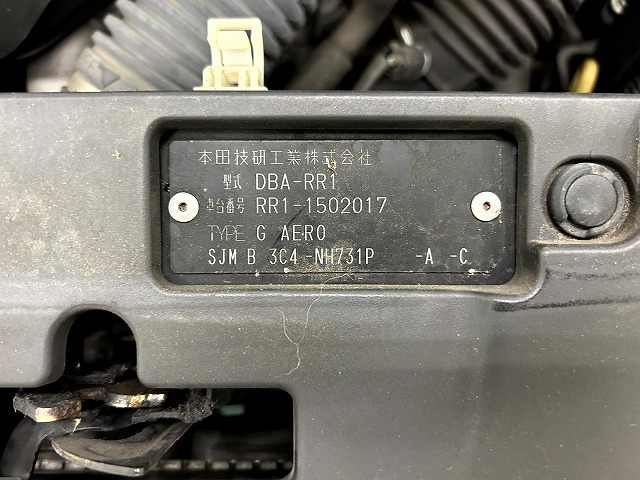 本田技研工業株式会社
型式 DBA-RR1
車台番号 RR1-1502017
TYPE G AERO
SJM B 3C4 -NH731P -A -C